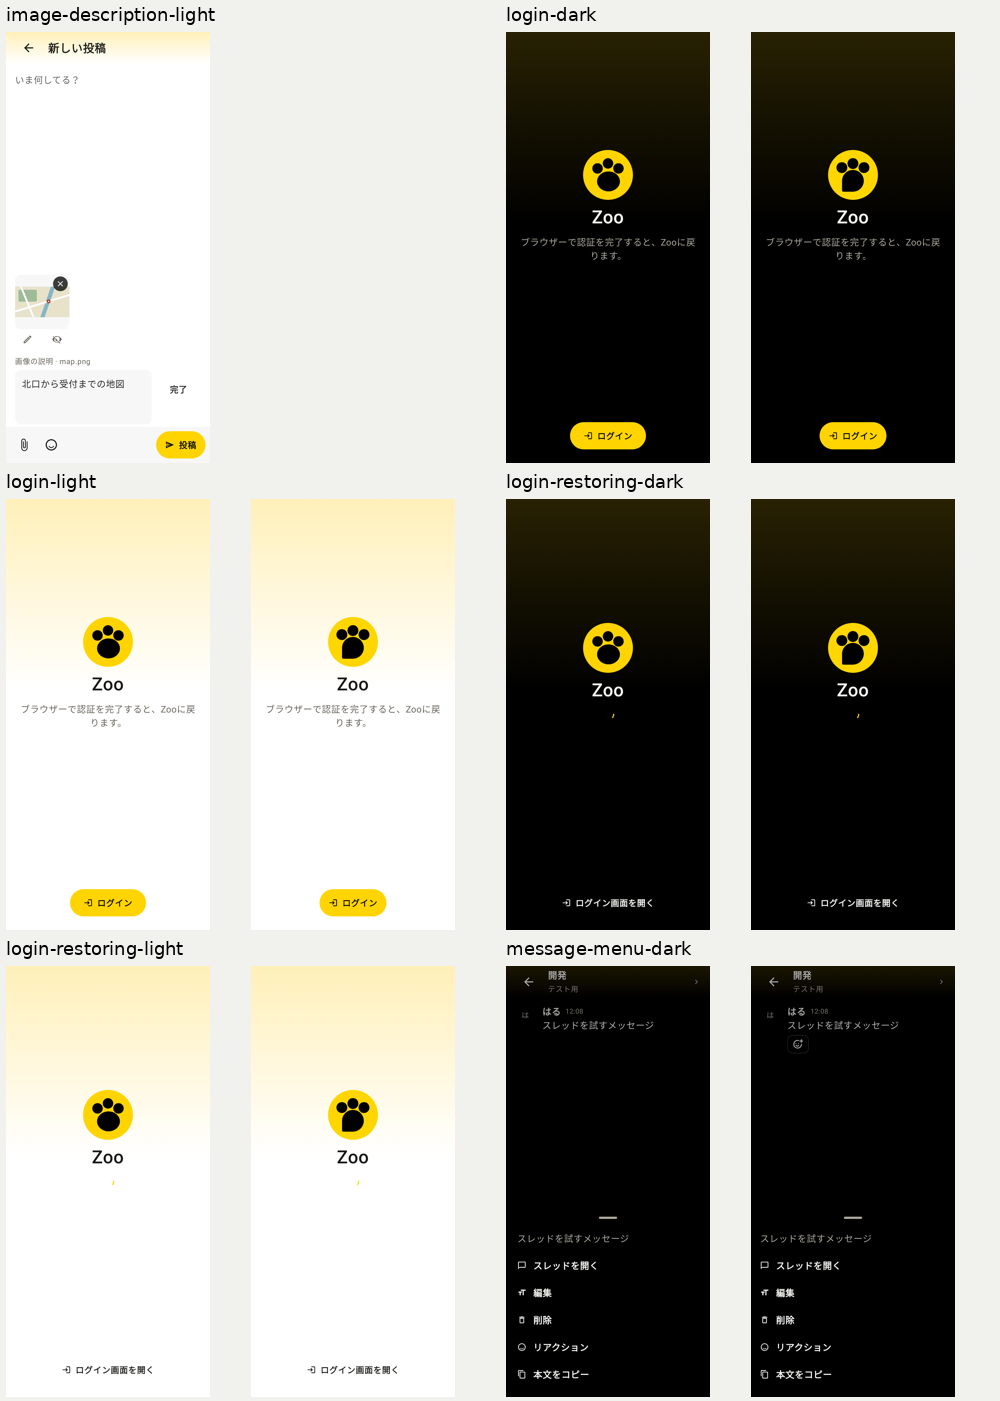 image-description-light
新しい投稿
いま何してる？
画像の説明 · map.png
北口から受付までの地図
完了
投稿
login-dark
Zoo
ブラウザーで認証を完了すると、Zooに戻
ります。
ログイン
Zoo
ブラウザーで認証を完了すると、Zooに戻
ります。
ログイン
login-light
Zoo
ブラウザーで認証を完了すると、Zooに戻
ります。
ログイン
Zoo
ブラウザーで認証を完了すると、Zooに戻
ります。
ログイン
login-restoring-dark
Zoo
ログイン画面を開く
Zoo
ログイン画面を開く
login-restoring-light
Zoo
ログイン画面を開く
Zoo
ログイン画面を開く
message-menu-dark
開発
テスト用
は
はる 12:08
スレッドを試すメッセージ
スレッドを試すメッセージ
スレッドを開く
編集
削除
リアクション
本文をコピー
開発
テスト用
は
はる 12:08
スレッドを試すメッセージ
スレッドを試すメッセージ
スレッドを開く
編集
削除
リアクション
本文をコピー